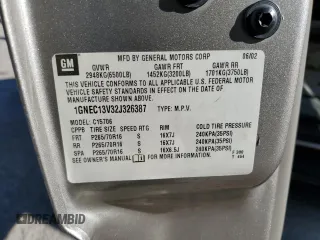 GM
MFD BY GENERAL MOTORS CORP 06/02
GVWR GAWR FRT GAWR RR
2948KG(6500LB) 1452KG(3200LB) 1701KG(3750LB)
THIS VEHICLE CONFORMS TO ALL APPLICABLE U.S. FEDERAL
MOTOR VEHICLE SAFETY STANDARDS IN EFFECT ON THE DATE OF
MANUFACTURE SHOWN ABOVE.
1GNEC13V32J326387 TYPE: M.P.V.
MODEL: C15706
CPPB TIRE SIZE SPEED RTG RIM COLD TIRE PRESSURE
FRT P265/70R16 S 16X7J 240KPA(35PSI)
RR P265/70R16 S 16X7J 240KPA(35PSI)
SPA P265/70R16 S 16X6.5J 240KPA(35PSI)
SEE OWNER'S MANUAL FOR MORE INFORMATION
DREAMBID